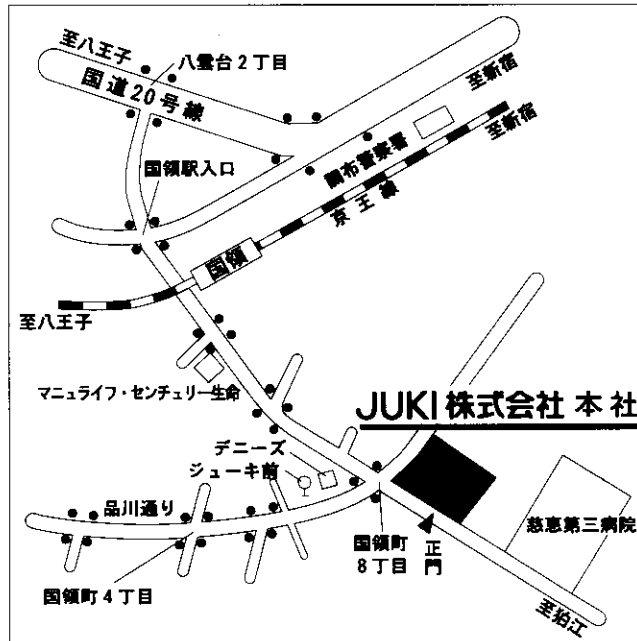 至八王子
八雲台2丁目
国道20号線
至新宿
調布警察署
至新宿
国領駅入口
京王線
国領
至八王子
マニュライフ・センチュリー生命
JUKI株式会社 本社
デニーズ
ジューキ前
品川通り
慈恵第三病院
国領町
8丁目
正門
国領町4丁目
至狛江